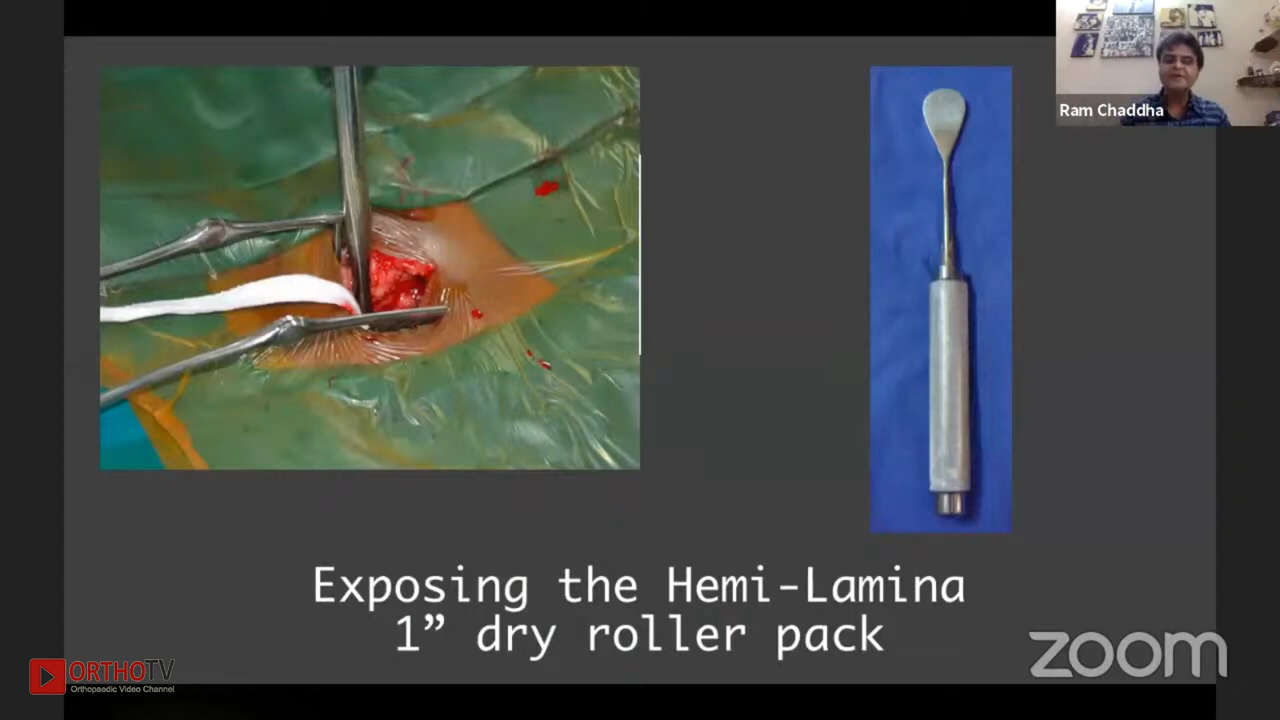 Ram Chaddha
Exposing the Hemi-Lamina
1” dry roller pack
zoom
ORTHOTV
Orthopaedic Video Channel